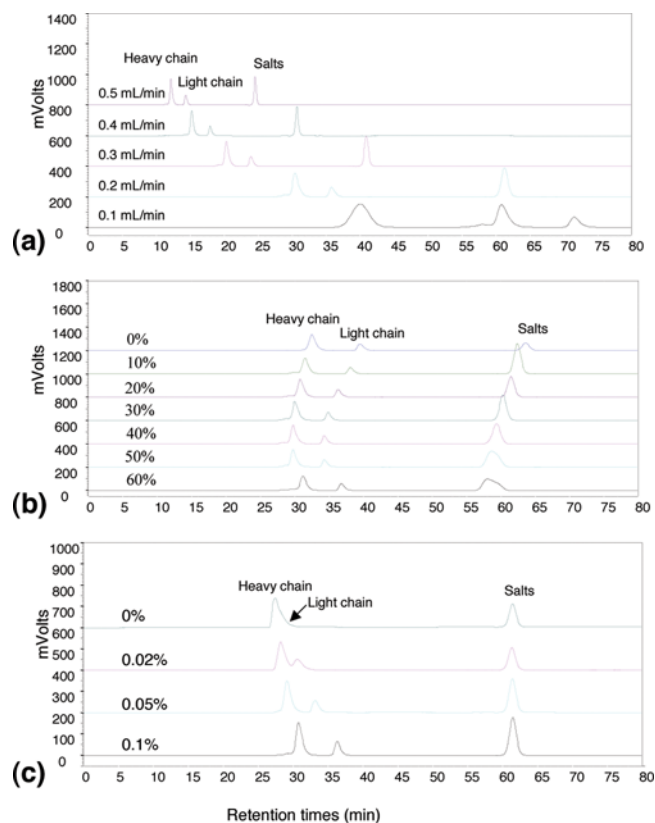 1400
1200
1000
800
600
400
200
0
mVolts
Heavy chain
Light chain
Salts
0.5 mL/min
0.4 mL/min
0.3 mL/min
0.2 mL/min
0.1 mL/min
0 5 10 15 20 25 30 35 40 45 50 55 60 65 70 75 80
(a)
1800
1600
1400
1200
1000
800
600
400
200
0
mVolts
Heavy chain
Light chain
Salts
0%
10%
20%
30%
40%
50%
60%
0 5 10 15 20 25 30 35 40 45 50 55 60 65 70 75 80
(b)
1000
900
800
700
600
500
400
300
200
100
0
mVolts
Heavy chain
Light chain
Salts
0%
0.02%
0.05%
0.1%
0 5 10 15 20 25 30 35 40 45 50 55 60 65 70 75 80
(c)
Retention times (min)